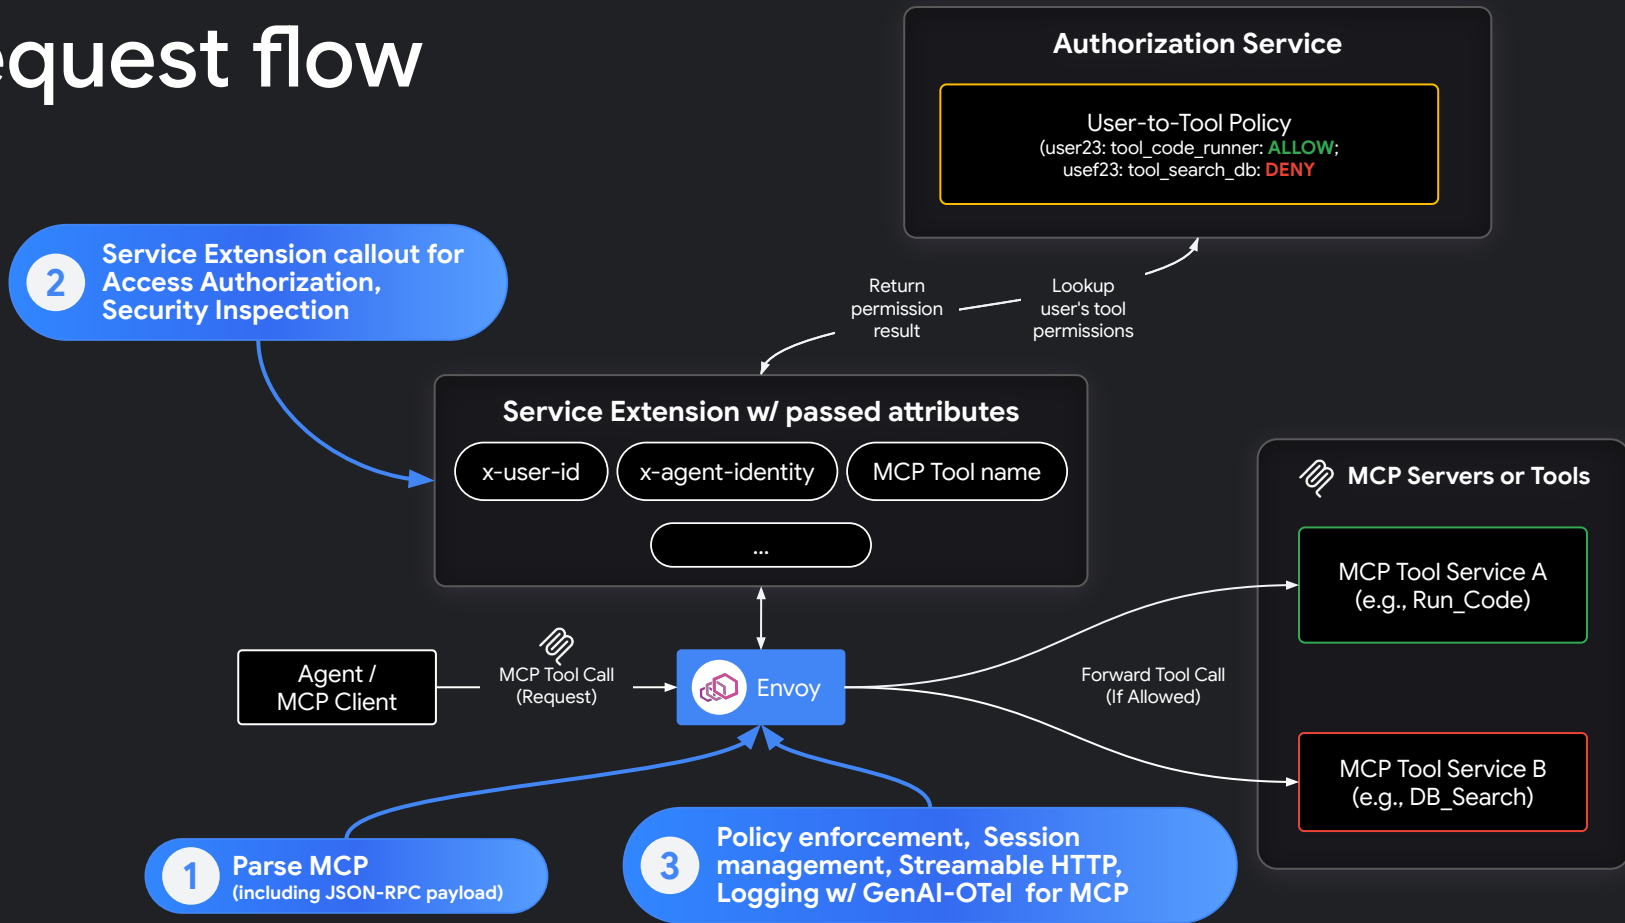 equest flow
Authorization Service
User-to-Tool Policy
(user23: tool_code_runner: ALLOW;
usef23: tool_search_db: DENY
2
Service Extension callout for
Access Authorization,
Security Inspection
Return
permission
result
Lookup
user's tool
permissions
Service Extension w/ passed attributes
x-user-id
x-agent-identity
MCP Tool name
...
MCP Servers or Tools
MCP Tool Service A
(e.g., Run_Code)
Agent /
MCP Client
MCP Tool Call
(Request)
Envoy
Forward Tool Call
(If Allowed)
MCP Tool Service B
(e.g., DB_Search)
1
Parse MCP
(including JSON-RPC payload)
3
Policy enforcement,  Session
management, Streamable HTTP,
Logging w/ GenAI-OTel  for MCP